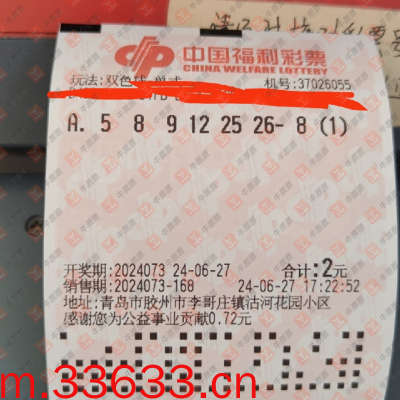 中国福利彩票
CHINA WELFARE LOTTERY
玩法:双色球 单式
机号:37026055
A. 5 8 9 12 25 26- 8 (1)
开奖期:2024073 24-06-27 合计:2元
销售期:2024073-168 24-06-27 17:22:52
地址:青岛市胶州市李哥庄镇沽河花园小区
感谢您为公益事业贡献0.72元
m.33633.cn